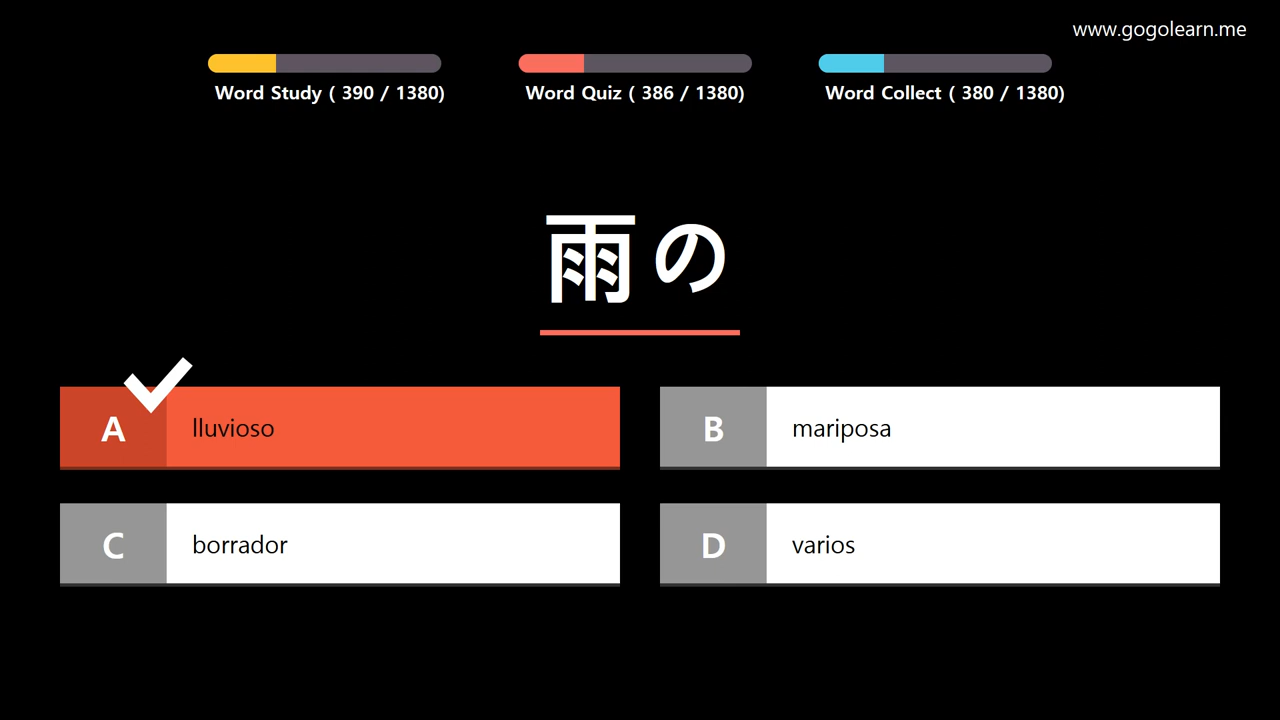 www.gogolearn.me
Word Study ( 390 / 1380)
Word Quiz ( 386 / 1380)
Word Collect ( 380 / 1380)
雨の
A lluvioso
B mariposa
C borrador
D varios